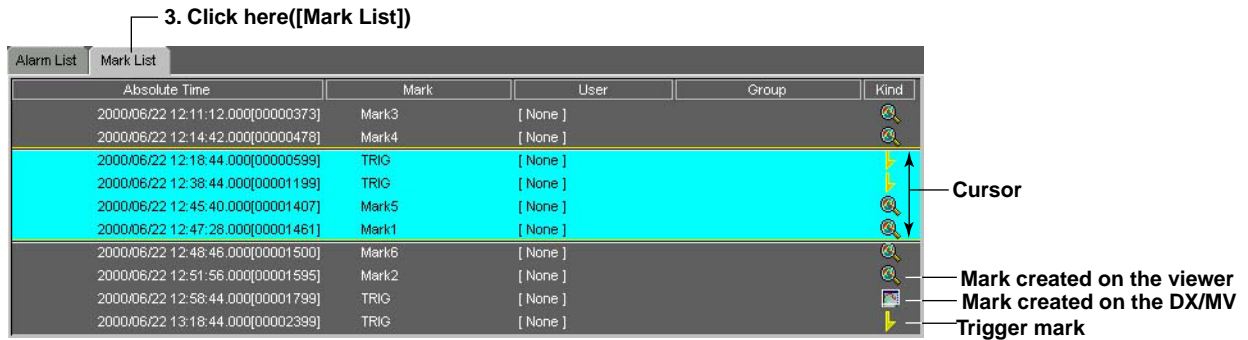 3. Click here([Mark List])
Alarm List Mark List
Absolute Time Mark User Group Kind
2000/06/22 12:11:12.000[00000373] Mark3 [ None ]
2000/06/22 12:14:42.000[00000478] Mark4 [ None ]
2000/06/22 12:18:44.000[00000599] TRIG [ None ]
2000/06/22 12:38:44.000[00001199] TRIG [ None ]
Cursor
2000/06/22 12:45:40.000[00001407] Mark5 [ None ]
2000/06/22 12:47:28.000[00001461] Mark1 [ None ]
2000/06/22 12:48:46.000[00001500] Mark6 [ None ]
2000/06/22 12:51:56.000[00001595] Mark2 [ None ] Mark created on the viewer
2000/06/22 12:58:44.000[00001799] TRIG [ None ] Mark created on the DX/MV
2000/06/22 13:18:44.000[00002399] TRIG [ None ] Trigger mark